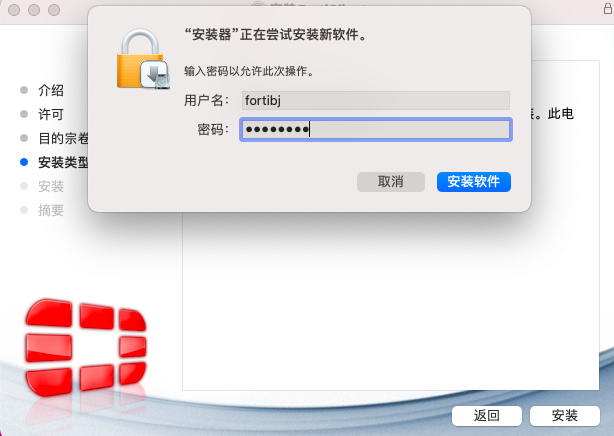 “安装器”正在尝试安装新软件。
输入密码以允许此次操作。
用户名：
fortibj
密码：
取消
安装软件
介绍
许可
目的宗卷
安装类型
安装
摘要
。此电
返回
安装